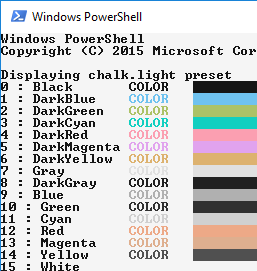 Windows PowerShell
Windows PowerShell
Copyright (C) 2015 Microsoft Cor
Displaying chalk.light preset
0 : Black COLOR
1 : DarkBlue COLOR
2 : DarkGreen COLOR
3 : DarkCyan COLOR
4 : DarkRed COLOR
5 : DarkMagenta COLOR
6 : DarkYellow COLOR
7 : Gray COLOR
8 : DarkGray COLOR
9 : Blue COLOR
10 : Green COLOR
11 : Cyan COLOR
12 : Red COLOR
13 : Magenta COLOR
14 : Yellow COLOR
15 : White